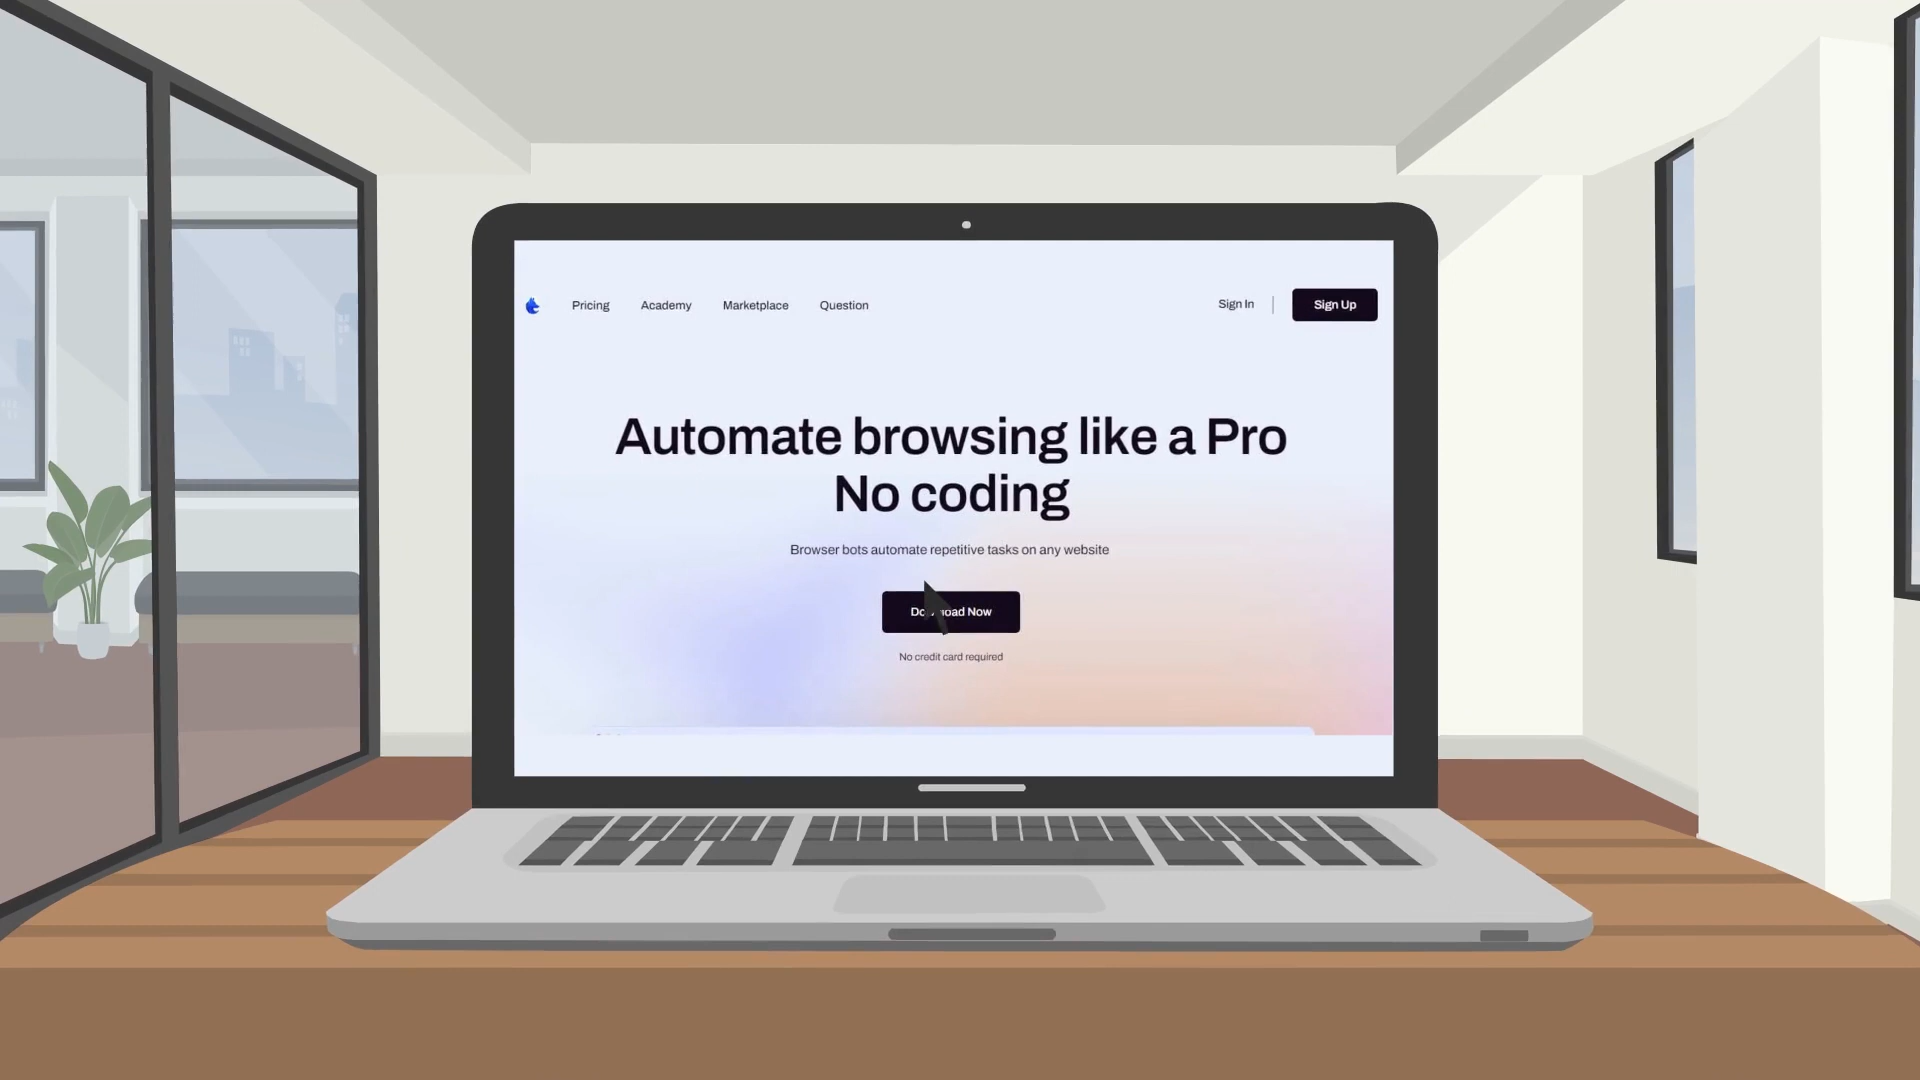 Pricing Academy Marketplace Question Sign In Sign Up
Automate browsing like a Pro
No coding
Browser bots automate repetitive tasks on any website
Now
No credit card required